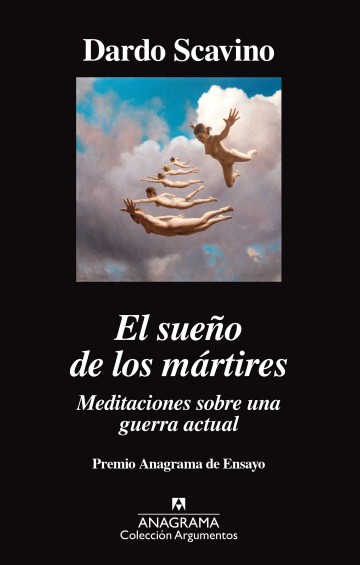 Dardo Scavino
El sueño
de los mártires
Meditaciones sobre una
guerra actual
Premio Anagrama de Ensayo
ANAGRAMA
Colección Argumentos